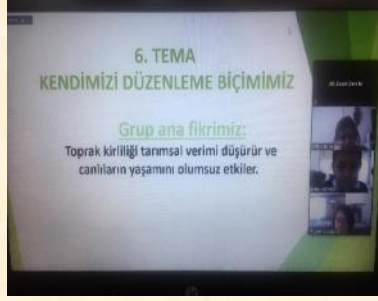 6. TEMA
KENDİMİZİ DÜZENLEME BİÇİMİMİZ
Grup ana fikrimiz:
Toprak kirliliği tarımsal verimi düşürür ve
canlıların yaşamını olumsuz etkiler.